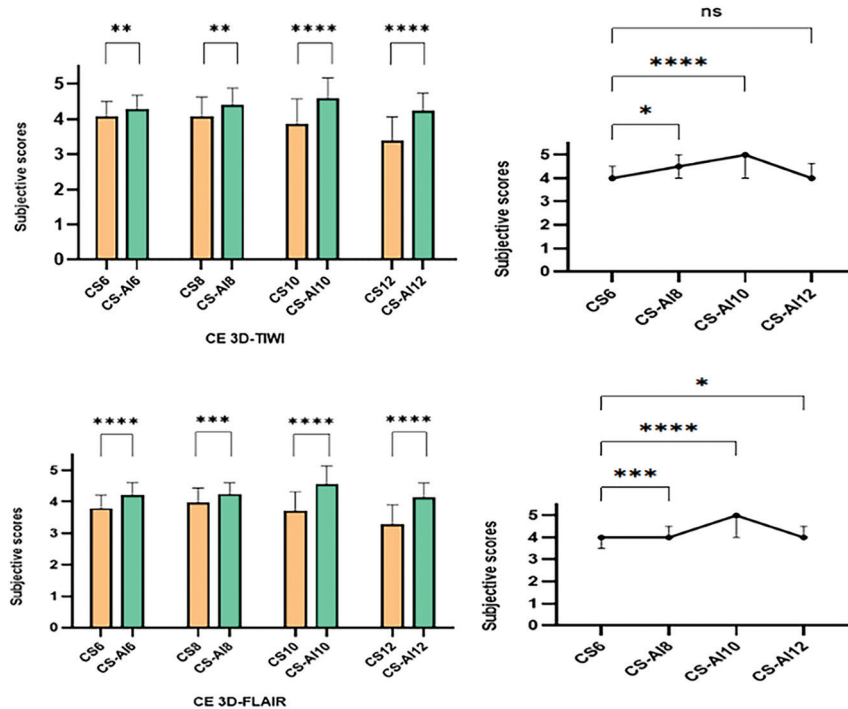 ** ** **** ****
5
4
3
2
1
0
Subjective scores
CS6 CS-AI6 CS8 CS-AI8 CS10 CS-AI10 CS12 CS-AI12
CE 3D-TIWI
ns
****
*
5
4
3
2
1
0
Subjective scores
CS6 CS-AI8 CS-AI10 CS-AI12
**** *** **** ****
5
4
3
2
1
0
Subjective scores
CS6 CS-AI6 CS8 CS-AI8 CS10 CS-AI10 CS12 CS-AI12
CE 3D-FLAIR
*
****
***
5
4
3
2
1
0
Subjective scores
CS6 CS-AI8 CS-AI10 CS-AI12